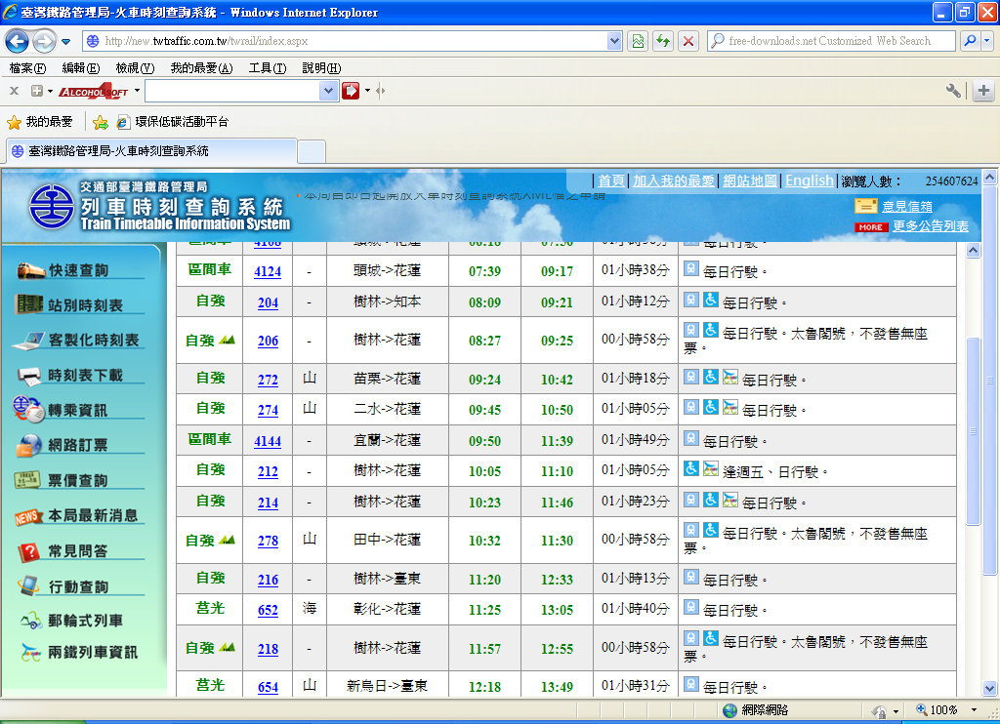 臺灣鐵路管理局-火車時刻查詢系統 - Windows Internet Explorer
http://new.twtraffic.com.tw/twrail/index.aspx
free-downloads.net Customized Web Search
檔案(F) 編輯(E) 檢視(V) 我的最愛(A) 工具(T) 說明(H)
ALCOHOLSOFT
我的最愛 環保低碳活動平台
臺灣鐵路管理局-火車時刻查詢系統
首頁 加入我的最愛 網站地圖 English 瀏覽人數： 254607624
交通部臺灣鐵路管理局
列車時刻查詢系統
Train Timetable Information System
意見信箱
MORE 更多公告列表
快速查詢
站別時刻表
客製化時刻表
時刻表下載
轉乘資訊
網路訂票
票價查詢
NEWS 本局最新消息
常見問答
行動查詢
郵輪式列車
兩鐵列車資訊
區間車 4124 - 頭城->花蓮 07:39 09:17 01小時38分 每日行駛。
自強 204 - 樹林->知本 08:09 09:21 01小時12分 每日行駛。
自強 206 - 樹林->花蓮 08:27 09:25 00小時58分 每日行駛。太魯閣號，不發售無座
票。
自強 272 山 苗栗->花蓮 09:24 10:42 01小時18分 每日行駛。
自強 274 山 二水->花蓮 09:45 10:50 01小時05分 每日行駛。
區間車 4144 - 宜蘭->花蓮 09:50 11:39 01小時49分 每日行駛。
自強 212 - 樹林->花蓮 10:05 11:10 01小時05分 逢週五、日行駛。
自強 214 - 樹林->花蓮 10:23 11:46 01小時23分 每日行駛。
自強 278 山 田中->花蓮 10:32 11:30 00小時58分 每日行駛。太魯閣號，不發售無座
票。
自強 216 - 樹林->臺東 11:20 12:33 01小時13分 每日行駛。
莒光 652 海 彰化->花蓮 11:25 13:05 01小時40分 每日行駛。
自強 218 - 樹林->花蓮 11:57 12:55 00小時58分 每日行駛。太魯閣號，不發售無座
票。
莒光 654 山 新烏日->臺東 12:18 13:49 01小時31分 每日行駛。
網際網路 100%